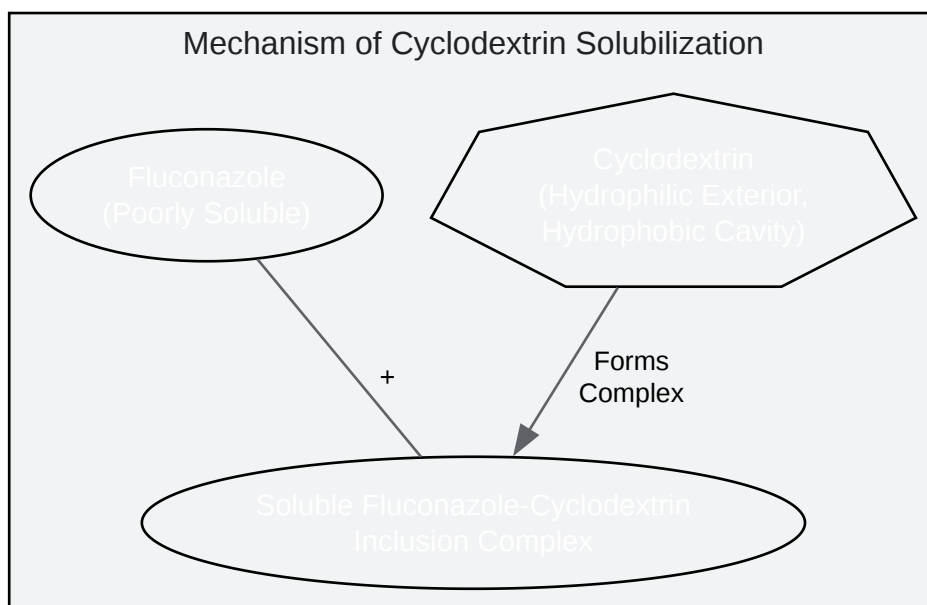 Mechanism of Cyclodextrin Solubilization
Fluconazole
(Poorly Soluble)
Cyclodextrin
(Hydrophilic Exterior,
Hydrophobic Cavity)
+
Forms
Complex
Soluble Fluconazole-Cyclodextrin
Inclusion Complex